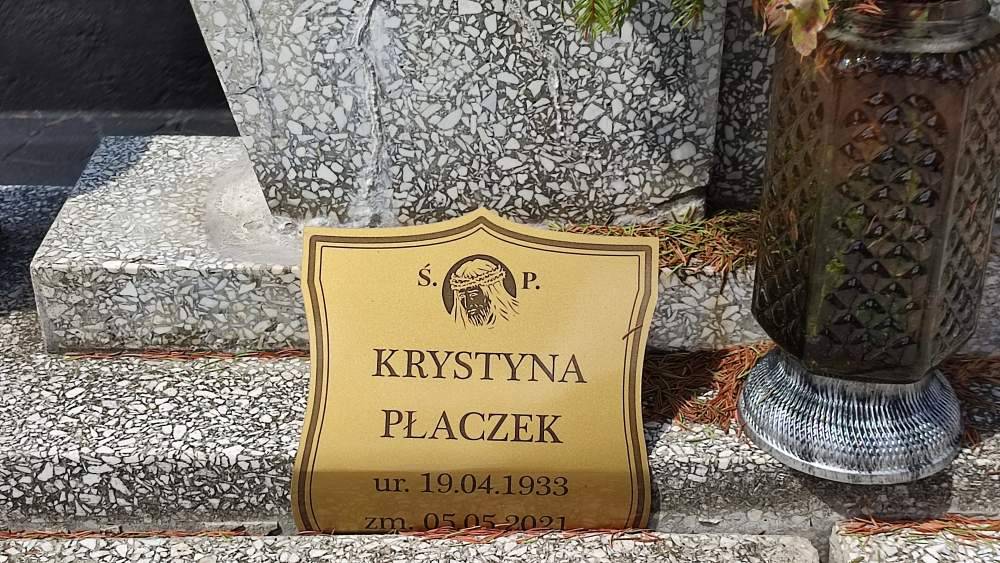 Ś. P.
KRYSTYNA
PŁACZEK
ur. 19.04.1933
zm. 05.05.2021